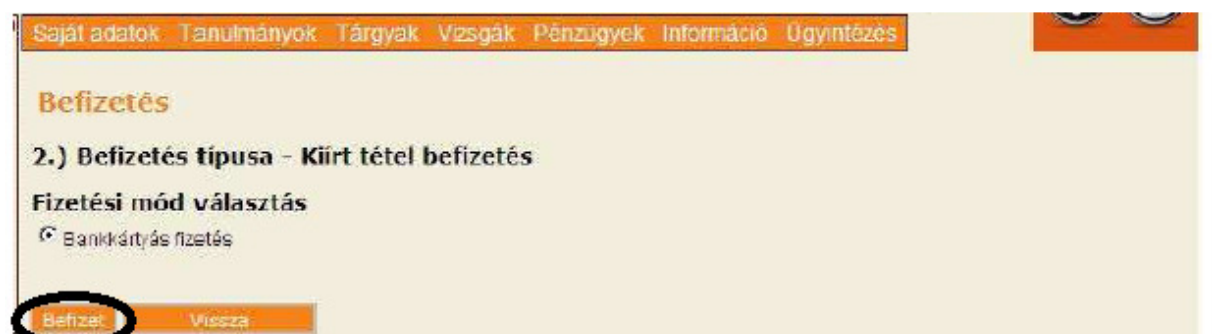 Saját adatok Tanulmányok Tárgyak Vizsgák Pénzügyek Információ Ügyintézés
Befizetés
2.) Befizetés típusa - Kiírt tétel befizetés
Fizetési mód választás
Bankkártyás fizetés
Befizet Vissza